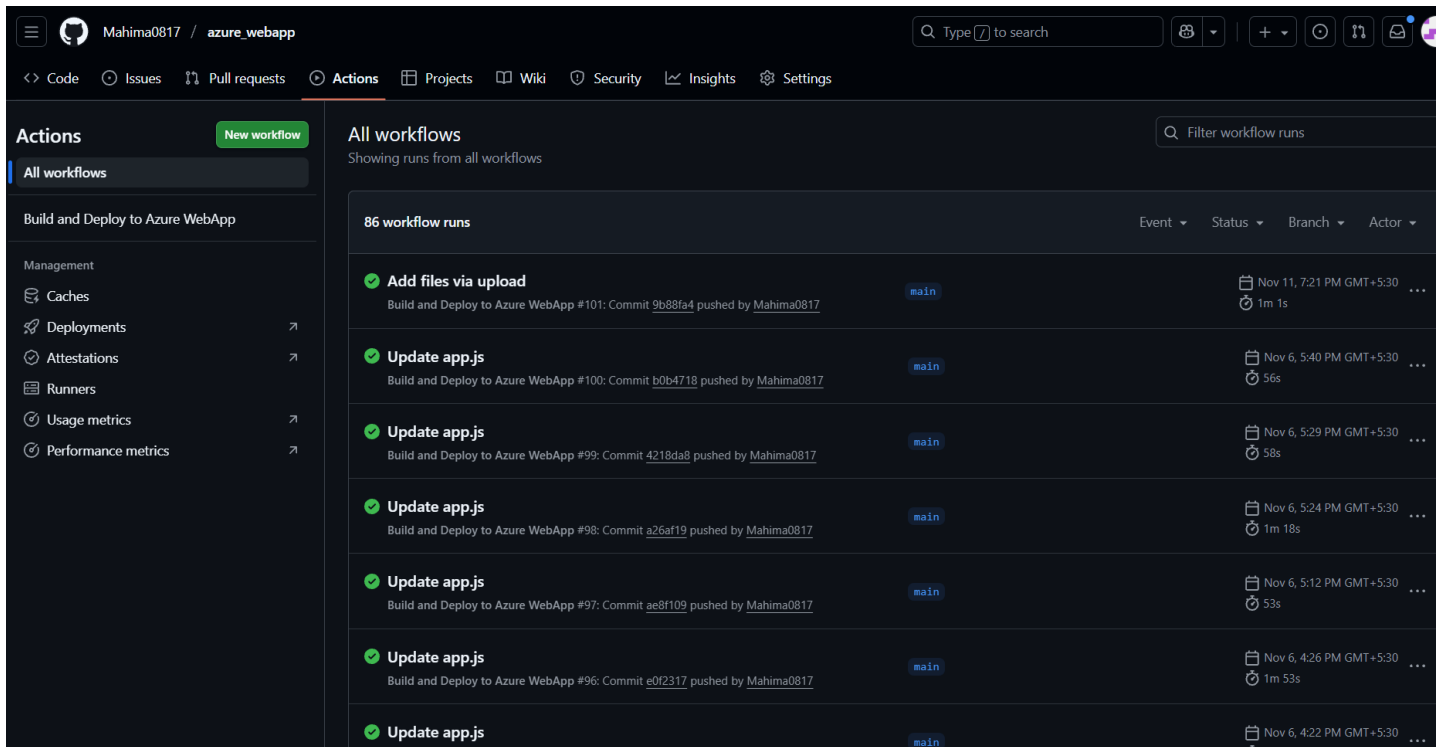 Mahima0817 / azure_webapp
Type / to search
Code Issues Pull requests Actions Projects Wiki Security Insights Settings
Actions
New workflow
All workflows
Build and Deploy to Azure WebApp
Management
Caches
Deployments
Attestations
Runners
Usage metrics
Performance metrics
All workflows
Showing runs from all workflows
Filter workflow runs
86 workflow runs
Event Status Branch Actor
Add files via upload
Build and Deploy to Azure WebApp #101: Commit 9b88fa4 pushed by Mahima0817
main
Nov 11, 7:21 PM GMT+5:30
1m 1s
Update app.js
Build and Deploy to Azure WebApp #100: Commit b0b4718 pushed by Mahima0817
main
Nov 6, 5:40 PM GMT+5:30
56s
Update app.js
Build and Deploy to Azure WebApp #99: Commit 4218da8 pushed by Mahima0817
main
Nov 6, 5:29 PM GMT+5:30
58s
Update app.js
Build and Deploy to Azure WebApp #98: Commit a26af19 pushed by Mahima0817
main
Nov 6, 5:24 PM GMT+5:30
1m 18s
Update app.js
Build and Deploy to Azure WebApp #97: Commit ae8f109 pushed by Mahima0817
main
Nov 6, 5:12 PM GMT+5:30
53s
Update app.js
Build and Deploy to Azure WebApp #96: Commit e0f2317 pushed by Mahima0817
main
Nov 6, 4:26 PM GMT+5:30
1m 53s
Update app.js
main
Nov 6, 4:22 PM GMT+5:30